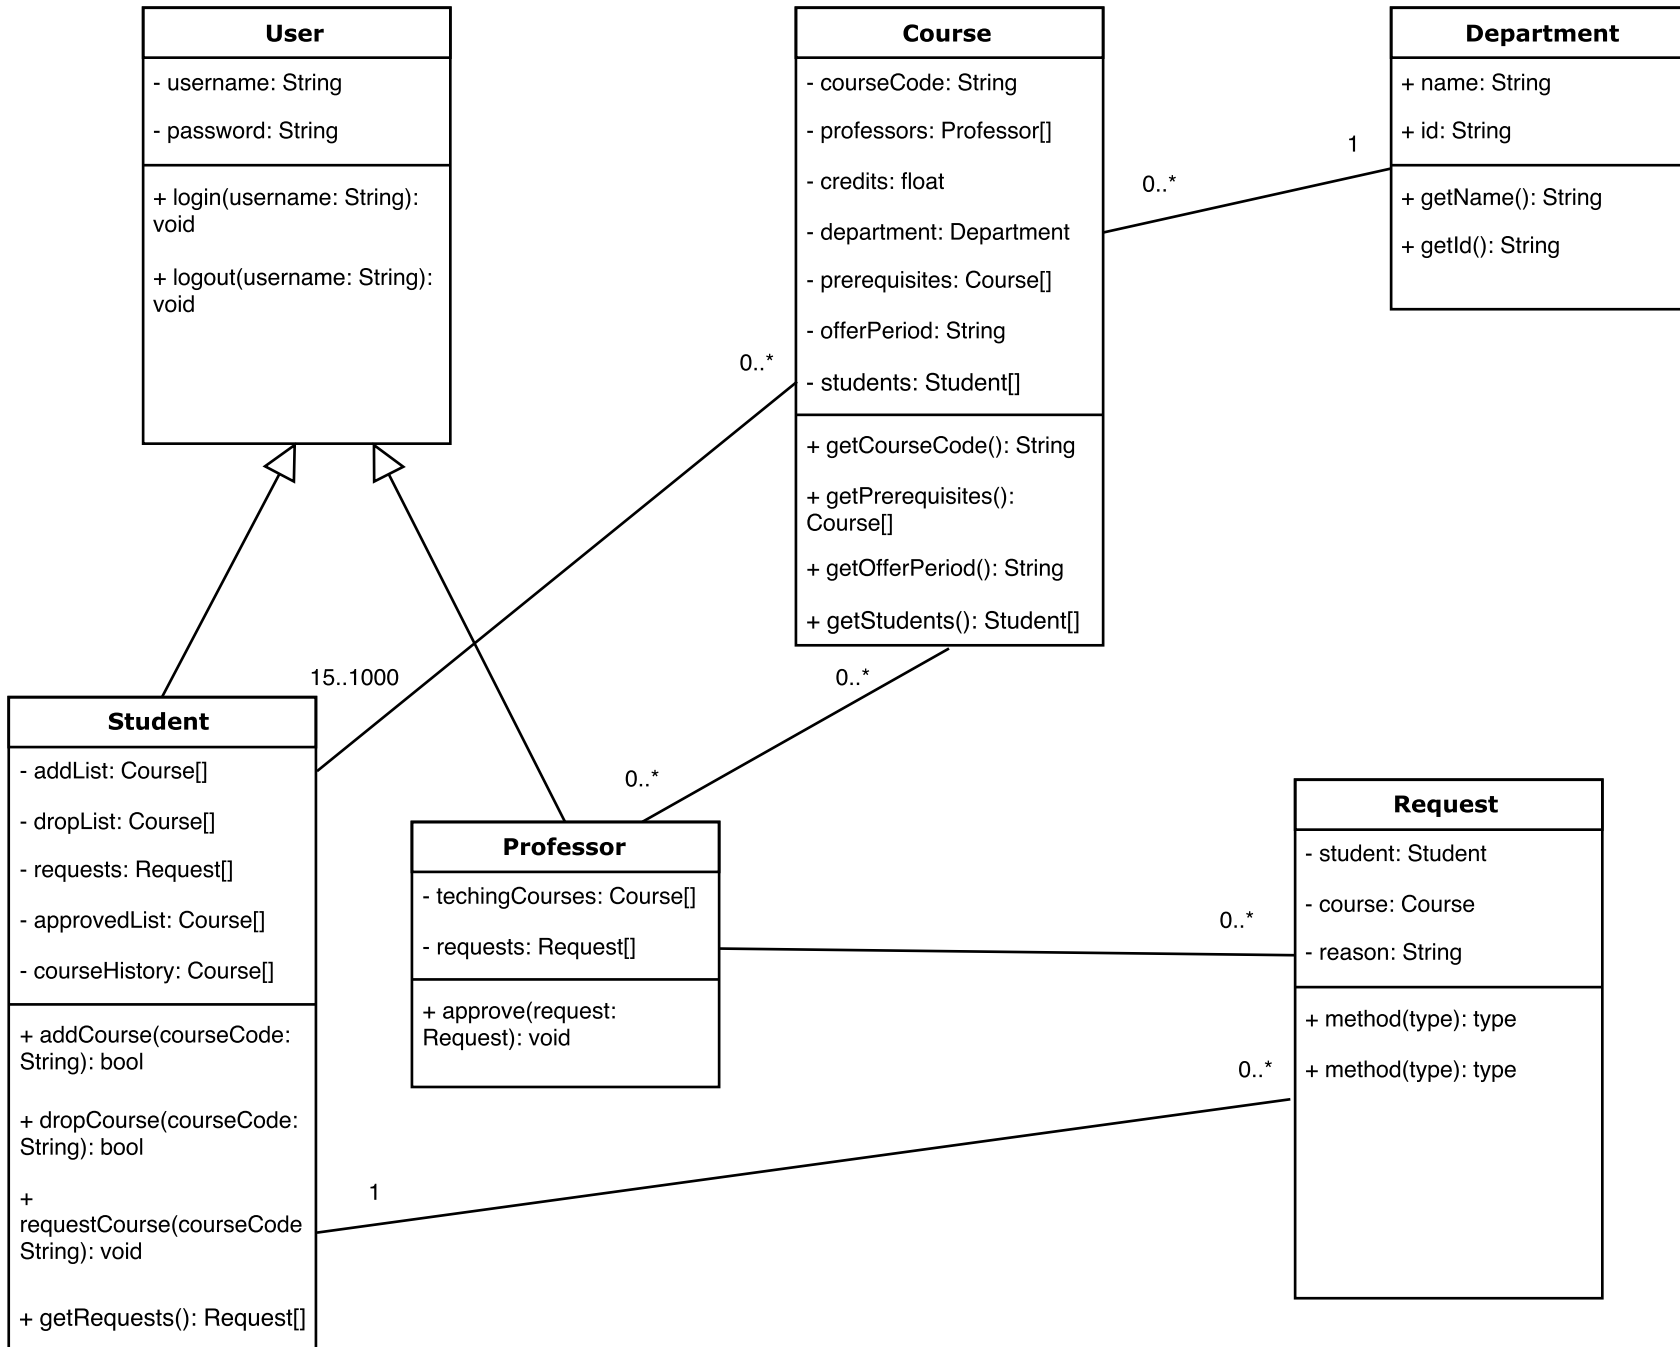 User
- username: String
- password: String
+ login(username: String):
void
+ logout(username: String):
void
Course
- courseCode: String
- professors: Professor[]
- credits: float
- department: Department
- prerequisites: Course[]
- offerPeriod: String
- students: Student[]
+ getCourseCode(): String
+ getPrerequisites():
Course[]
+ getOfferPeriod(): String
+ getStudents(): Student[]
Department
+ name: String
+ id: String
+ getName(): String
+ getId(): String
1
0..*
0..*
15..1000
0..*
0..*
Student
- addList: Course[]
- dropList: Course[]
- requests: Request[]
- approvedList: Course[]
- courseHistory: Course[]
+ addCourse(courseCode:
String): bool
+ dropCourse(courseCode:
String): bool
+
requestCourse(courseCode
String): void
+ getRequests(): Request[]
Professor
- techingCourses: Course[]
- requests: Request[]
+ approve(request:
Request): void
Request
- student: Student
- course: Course
- reason: String
+ method(type): type
+ method(type): type
0..*
0..*
1